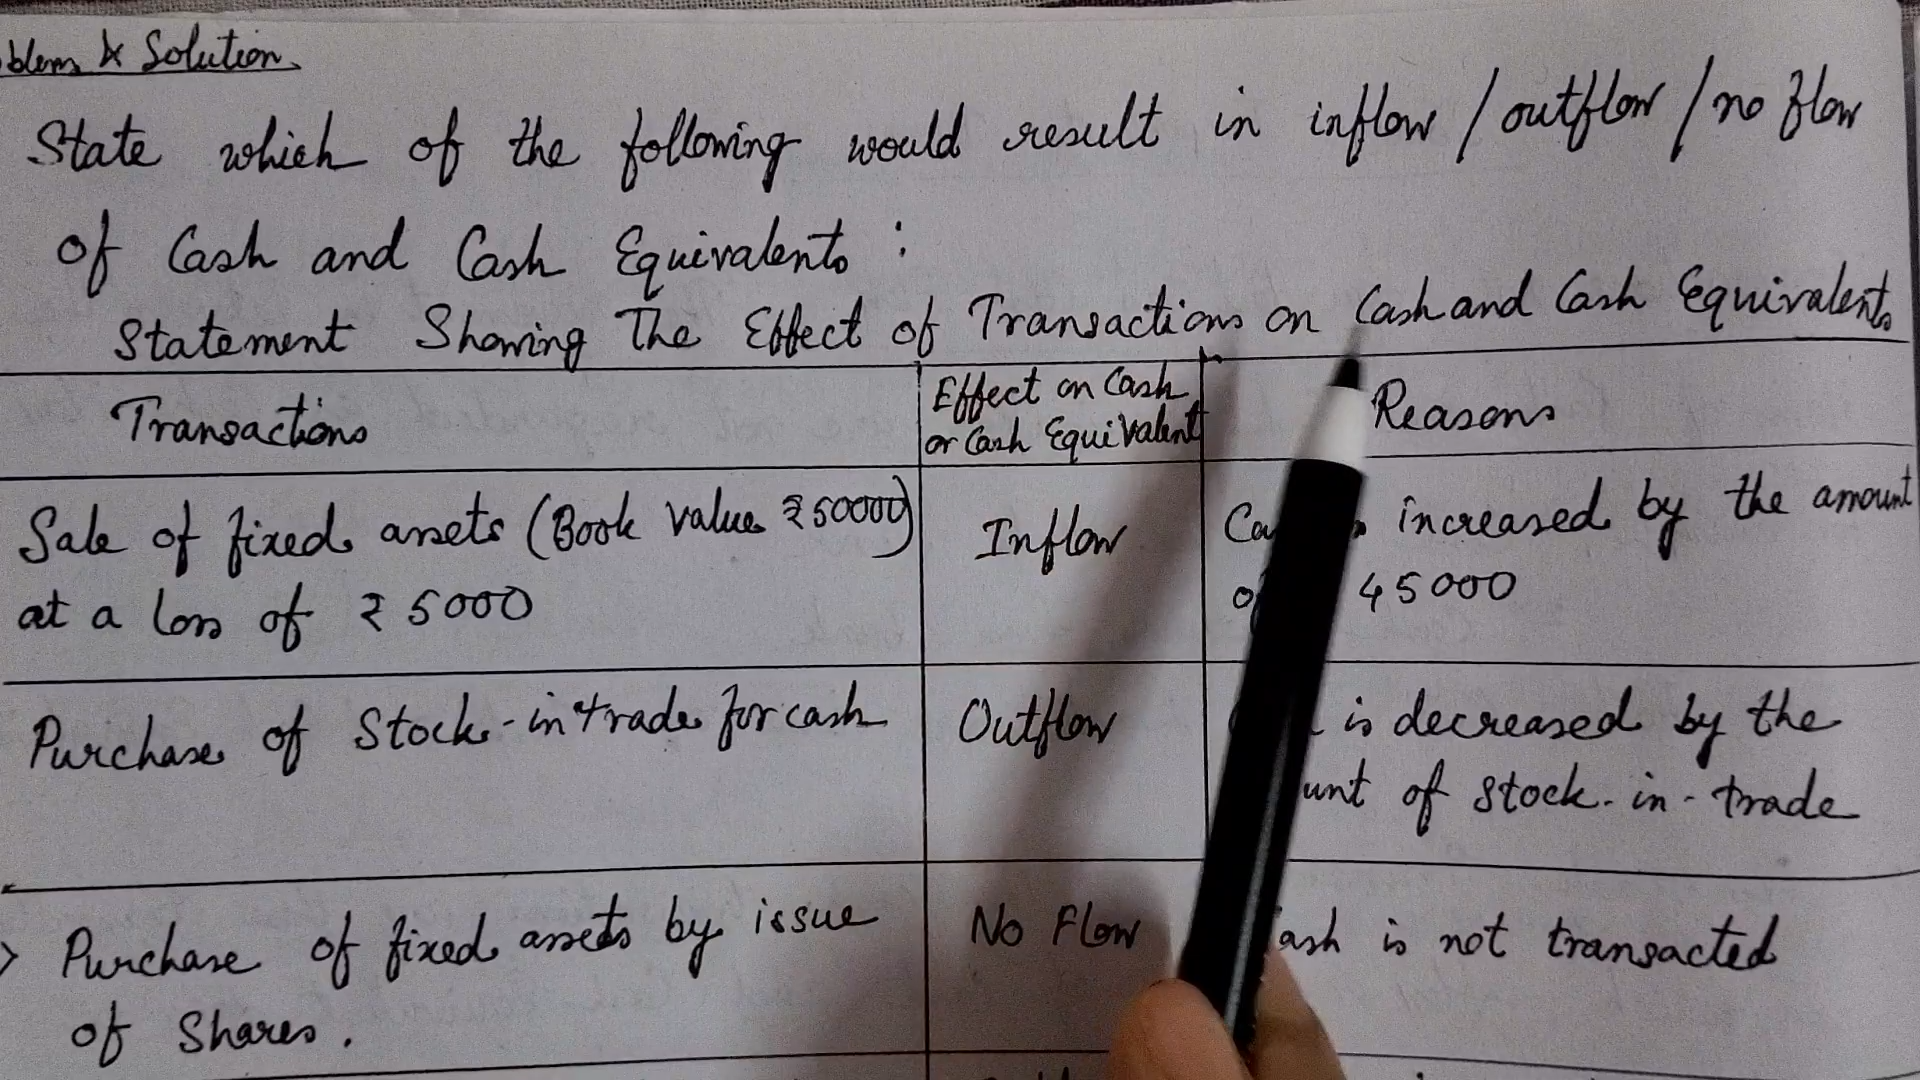 blems & Solution
State which of the following would result in inflow / outflow / no flow
of Cash and Cash Equivalents :
Statement Showing The Effect of Transactions on Cash and Cash Equivalents
Transactions
Effect on Cash
or Cash Equivalent
Reasons
Sale of fixed assets (Book value ₹50000)
at a loss of ₹ 5000
Inflow
increased by the amount
45000
Purchase of Stock-in trade for cash
Outflow
is decreased by the
of stock-in-trade
Purchase of fixed assets by issue
of Shares.
No Flow
is not transacted